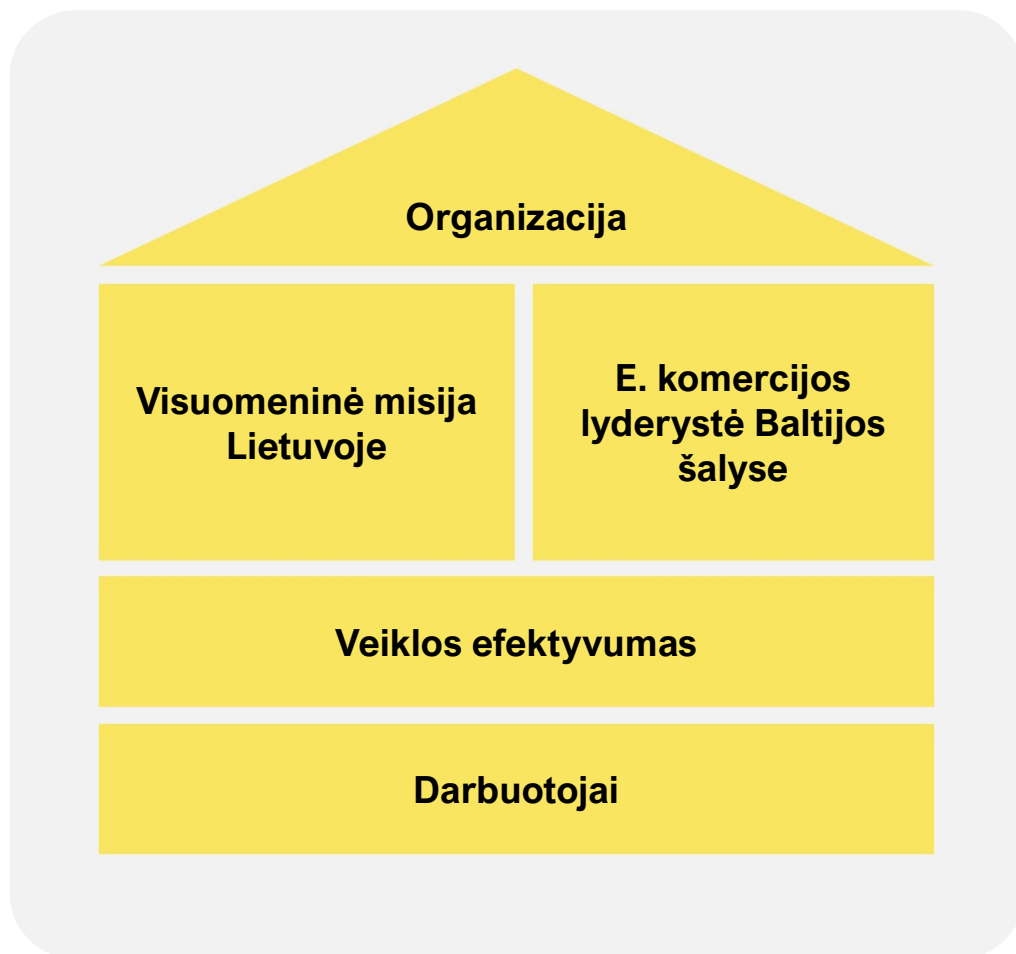 Organizacija
Visuomeninė misija
Lietuvoje
E. komercijos
lyderystė Baltijos
šalyse
Veiklos efektyvumas
Darbuotojai